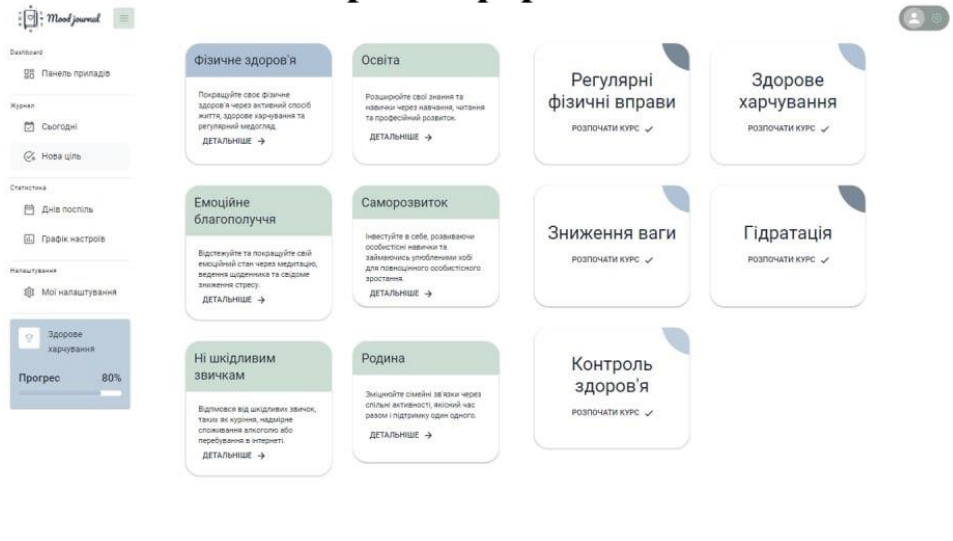 Mood journal
Dashboard
Панель приладів
Журнал
Сьогодні
Нова ціль
Статистика
Днів поспіль
Графік настроїв
Налаштування
Мої налаштування
Здорове
харчування
Прогрес 80%
Фізичне здоров'я
Покращуйте своє фізичне
здоров'я через активний спосіб
життя, здорове харчування та
регулярний медогляд.
ДЕТАЛЬНІШЕ →
Освіта
Розширюйте свої знання та
навички через навчання, читання
та професійний розвиток.
ДЕТАЛЬНІШЕ →
Регулярні
фізичні вправи
РОЗПОЧАТИ КУРС ✓
Здорове
харчування
РОЗПОЧАТИ КУРС ✓
Емоційне
благополуччя
Відстежуйте та покращуйте свій
емоційний стан через медитацію,
ведення щоденника та свідоме
зниження стресу.
ДЕТАЛЬНІШЕ →
Саморозвиток
Інвестуйте в себе, розвиваючи
особистісні навички та
займаючись улюбленими хобі
для повноцінного особистісного
зростання.
ДЕТАЛЬНІШЕ →
Зниження ваги
РОЗПОЧАТИ КУРС ✓
Гідратація
РОЗПОЧАТИ КУРС ✓
Ні шкідливим
звичкам
Відмовся від шкідливих звичок,
таких як куріння, надмірне
споживання алкоголю або
перебування в інтернеті.
ДЕТАЛЬНІШЕ →
Родина
Зміцнюйте сімейні зв'язки через
спільні активності, якісний час
разом і підтримку один одного.
ДЕТАЛЬНІШЕ →
Контроль
здоров'я
РОЗПОЧАТИ КУРС ✓